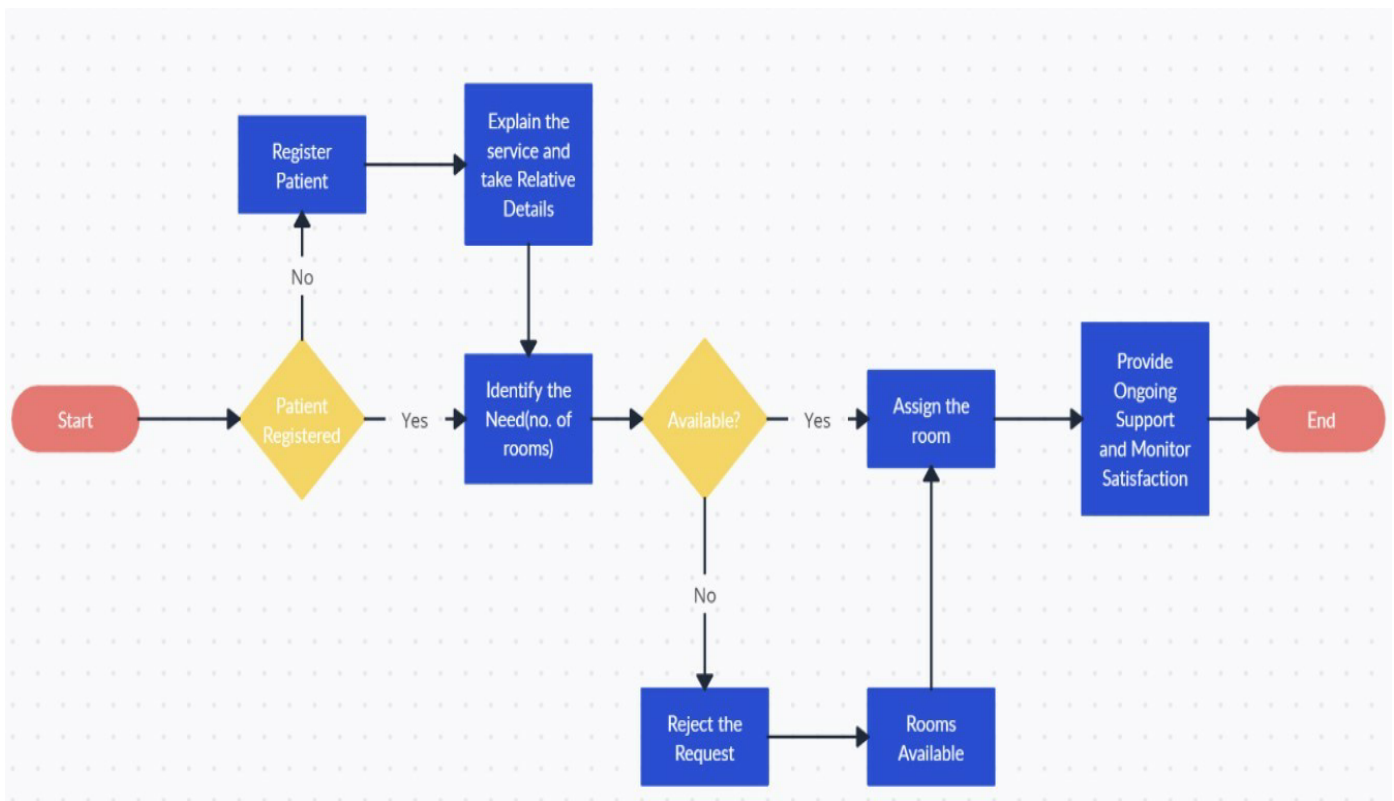 Start
Patient
Registered
No
Register
Patient
Explain the
service and
take Relative
Details
Yes
Identify the
Need(no. of
rooms)
Available?
Yes
Assign the
room
Provide
Ongoing
Support
and Monitor
Satisfaction
End
No
Reject the
Request
Rooms
Available